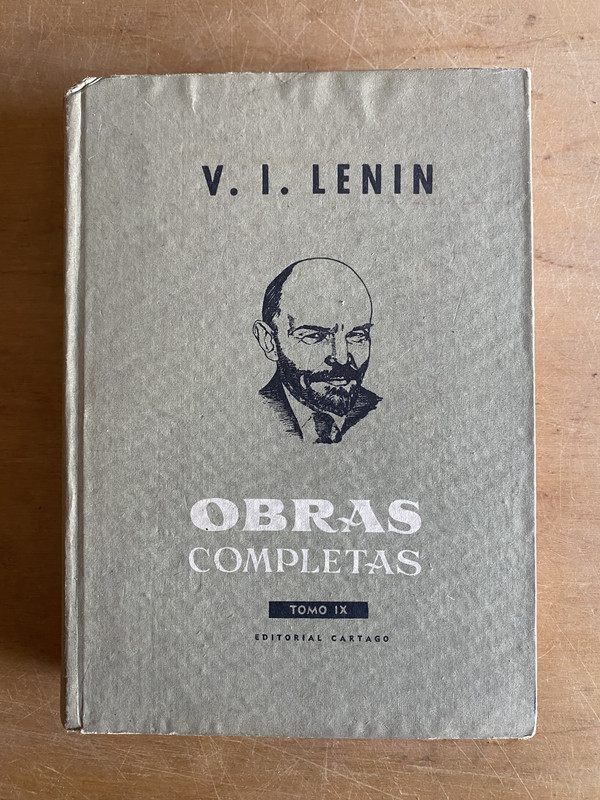 V. I. LENIN
OBRAS
COMPLETAS
TOMO IX
EDITORIAL CARTAGO